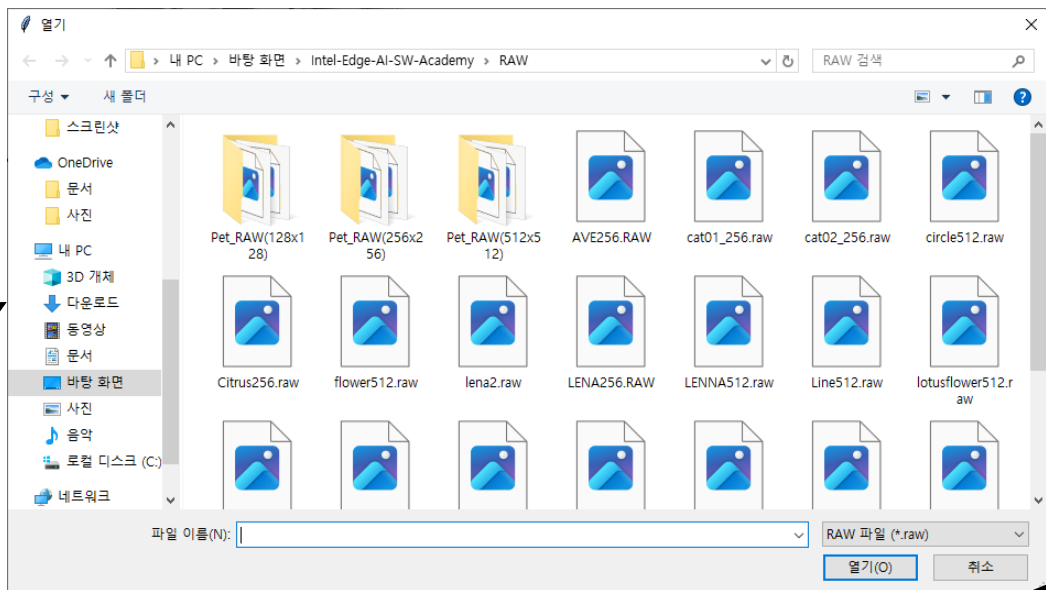 열기
내 PC › 바탕 화면 › Intel-Edge-AI-SW-Academy › RAW
RAW 검색
구성
새 폴더
스크린샷
OneDrive
문서
사진
내 PC
3D 개체
다운로드
동영상
문서
바탕 화면
사진
음악
로컬 디스크 (C:)
네트워크
Pet_RAW(128x1
28)
Pet_RAW(256x2
56)
Pet_RAW(512x5
12)
AVE256.RAW
cat01_256.raw
cat02_256.raw
circle512.raw
Citrus256.raw
flower512.raw
lena2.raw
LENA256.RAW
LENNA512.raw
Line512.raw
lotusflower512.r
aw
파일 이름(N):
RAW 파일 (*.raw)
열기(O)
취소